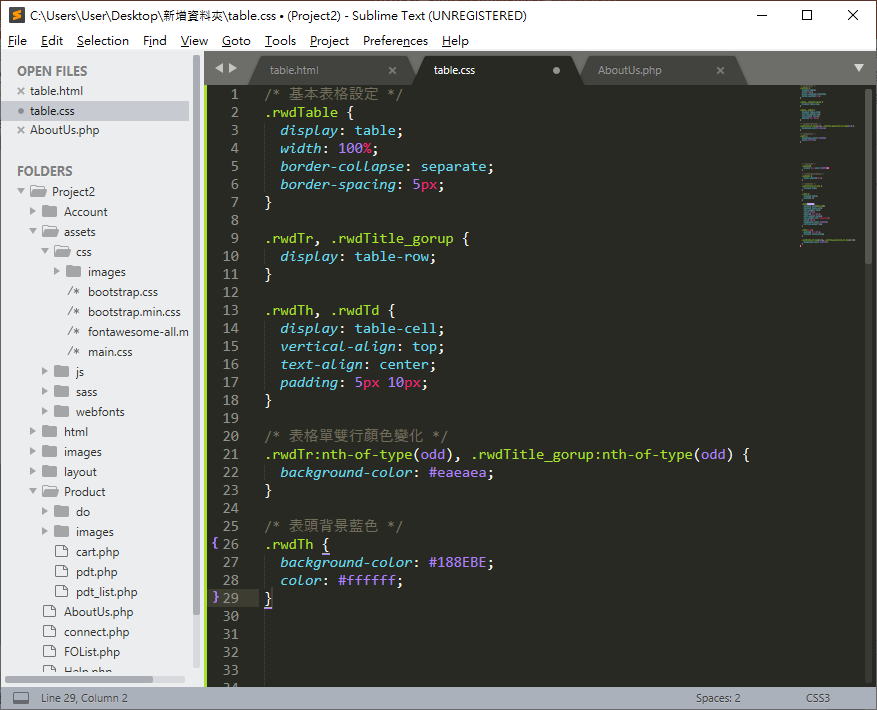 C:\Users\User\Desktop\新增資料夾\table.css • (Project2) - Sublime Text (UNREGISTERED)
File Edit Selection Find View Goto Tools Project Preferences Help
OPEN FILES
table.html
table.css
AboutUs.php
FOLDERS
Project2
Account
assets
css
images
/* bootstrap.css
/* bootstrap.min.css
/* fontawesome-all.m
/* main.css
js
sass
webfonts
html
images
layout
Product
do
images
cart.php
pdt.php
pdt_list.php
AboutUs.php
connect.php
FOList.php
Help.php
table.html
table.css
AboutUs.php
1 /* 基本表格設定 */
2 .rwdTable {
3 display: table;
4 width: 100%;
5 border-collapse: separate;
6 border-spacing: 5px;
7 }
8
9 .rwdTr, .rwdTitle_gorup {
10 display: table-row;
11 }
12
13 .rwdTh, .rwdTd {
14 display: table-cell;
15 vertical-align: top;
16 text-align: center;
17 padding: 5px 10px;
18 }
19
20 /* 表格單雙行顏色變化 */
21 .rwdTr:nth-of-type(odd), .rwdTitle_gorup:nth-of-type(odd) {
22 background-color: #eaeaea;
23 }
24
25 /* 表頭背景藍色 */
{ 26 .rwdTh {
27 background-color: #188EBE;
28 color: #ffffff;
} 29 }
30
31
32
33
34
Line 29, Column 2
Spaces: 2
CSS3